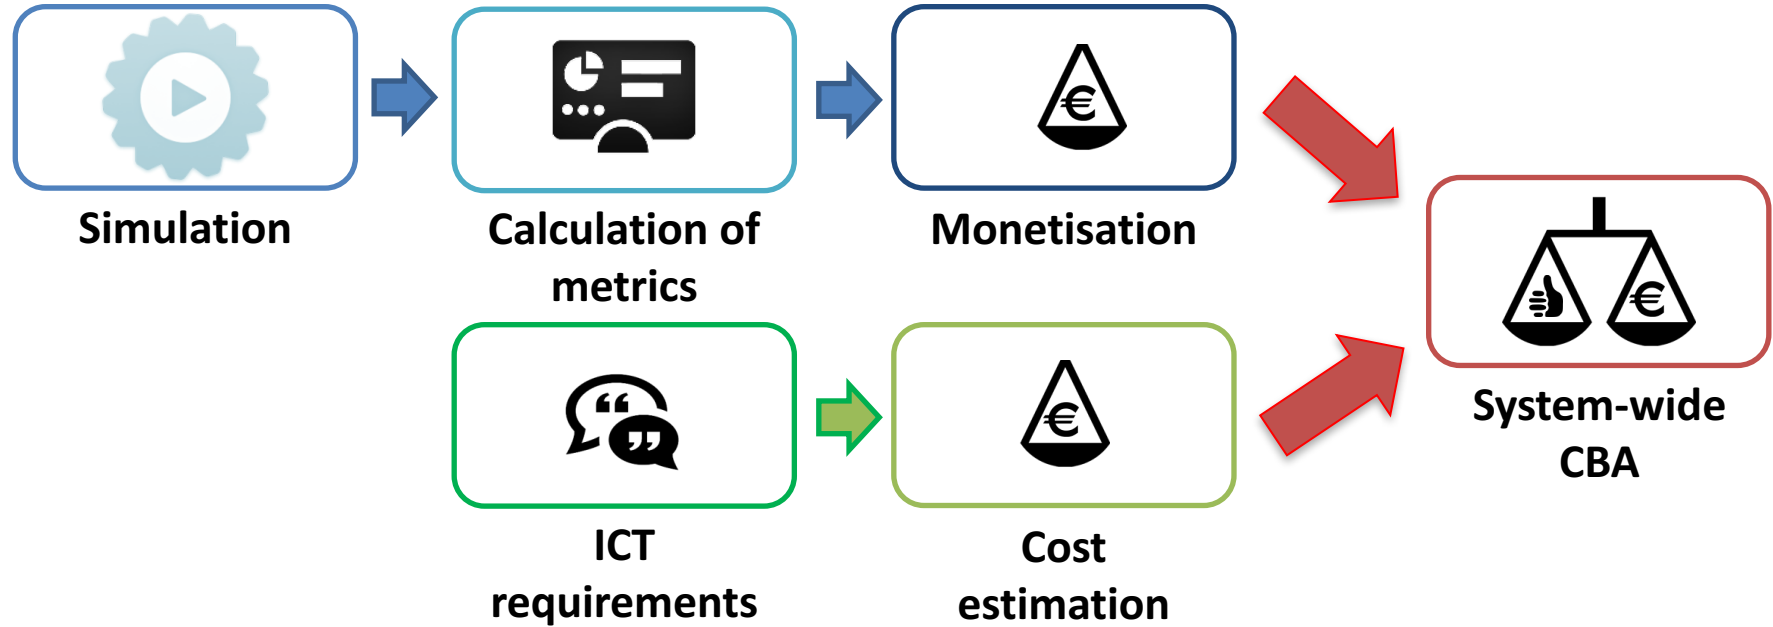 Simulation
Calculation of
metrics
Monetisation
ICT
requirements
Cost
estimation
System-wide
CBA
€
“
”
€
€